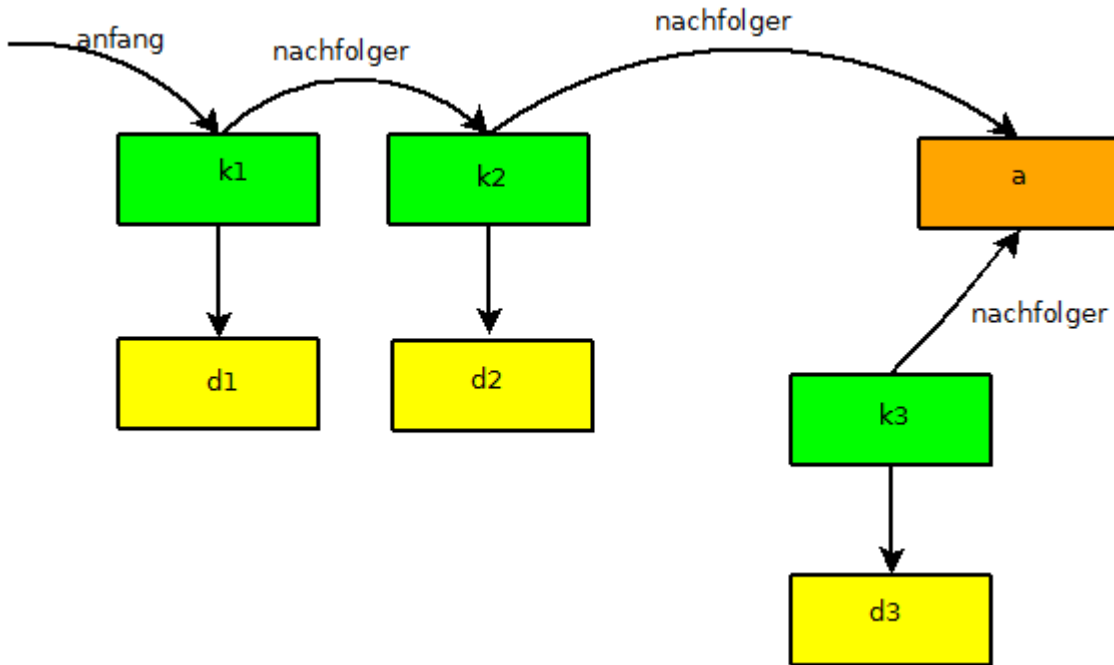 anfang
nachfolger
nachfolger
k1
k2
a
d1
d2
nachfolger
k3
d3